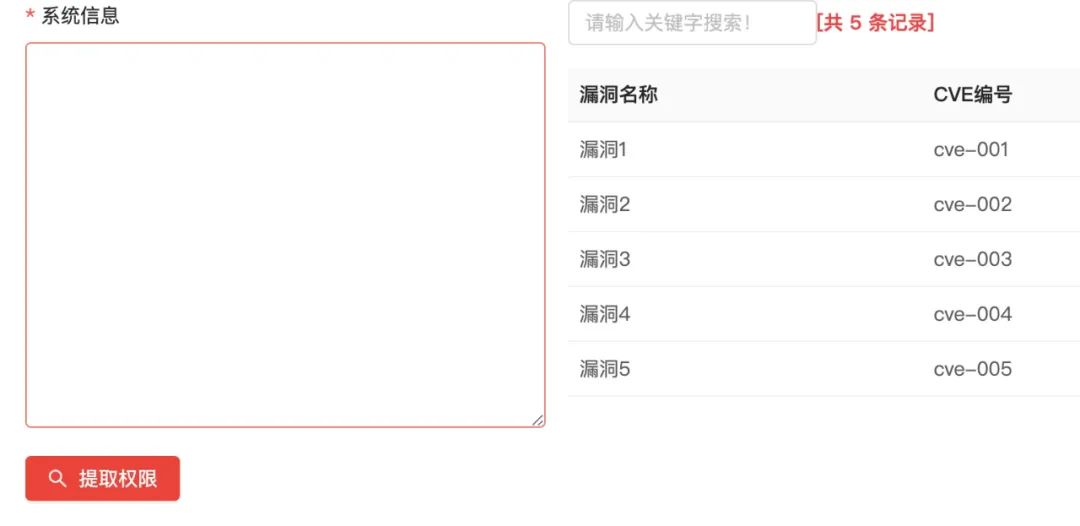 * 系统信息
请输入关键字搜索！[共 5 条记录]
漏洞名称 CVE编号
漏洞1 cve-001
漏洞2 cve-002
漏洞3 cve-003
漏洞4 cve-004
漏洞5 cve-005
提取权限